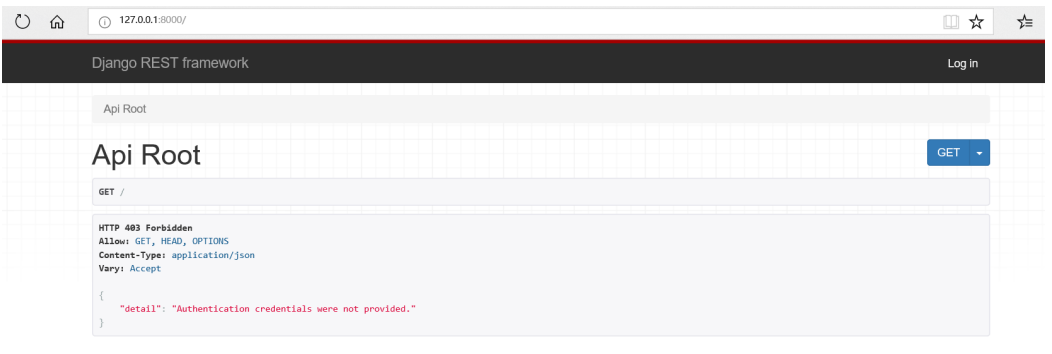 127.0.0.1:8000/
Django REST framework Log in
Api Root
Api Root GET
GET /
HTTP 403 Forbidden
Allow: GET, HEAD, OPTIONS
Content-Type: application/json
Vary: Accept
{
"detail": "Authentication credentials were not provided."
}